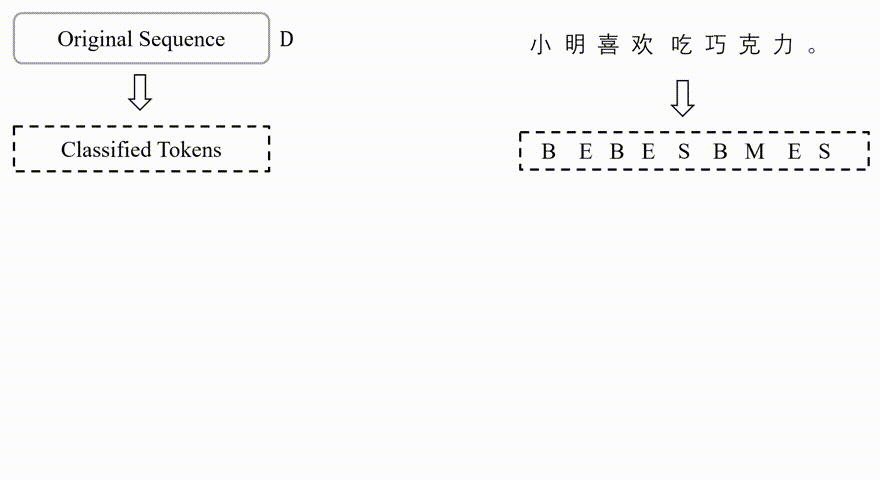 Original Sequence D
小 明 喜 欢 吃 巧 克 力 。
Classified Tokens
B E B E S B M E S